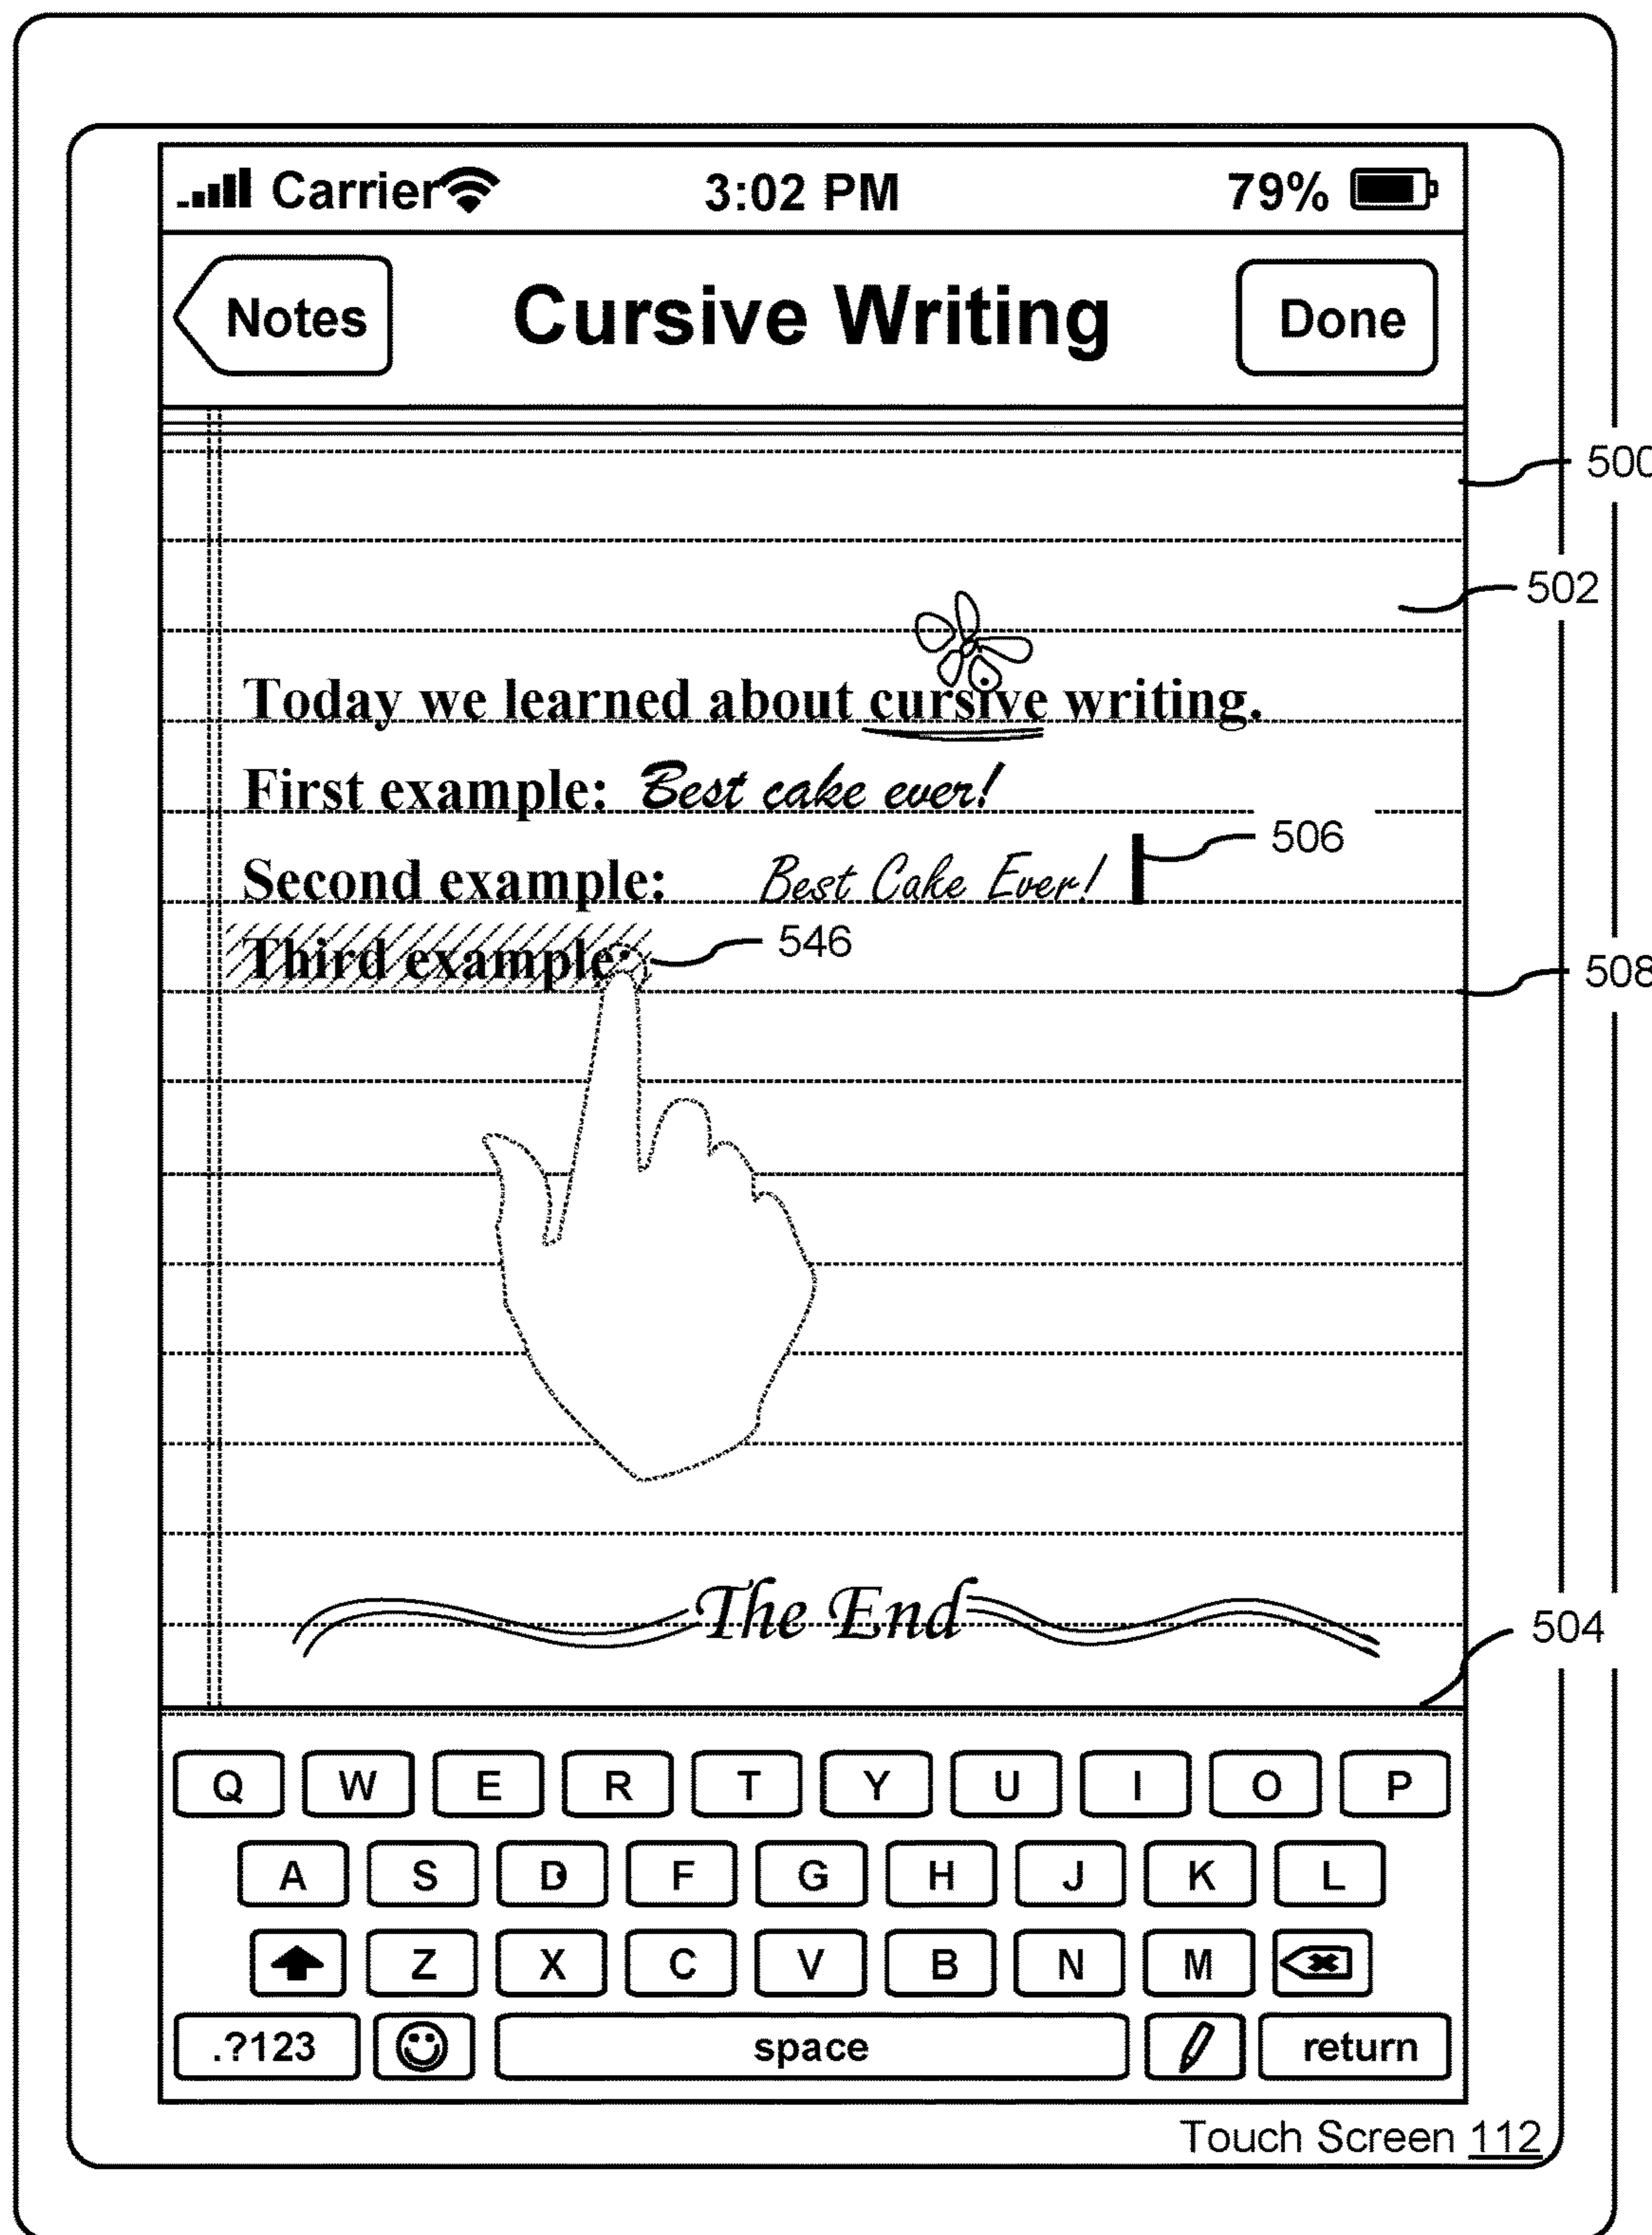 Carrier 3:02 PM 79%
Notes Cursive Writing Done
500
502
Today we learned about cursive writing.
First example: Best cake ever!
506
Second example: Best Cake Ever!
Third example: 546
508
The End
504
Q W E R T Y U I O P
A S D F G H J K L
Z X C V B N M
.?123 space return
Touch Screen 112